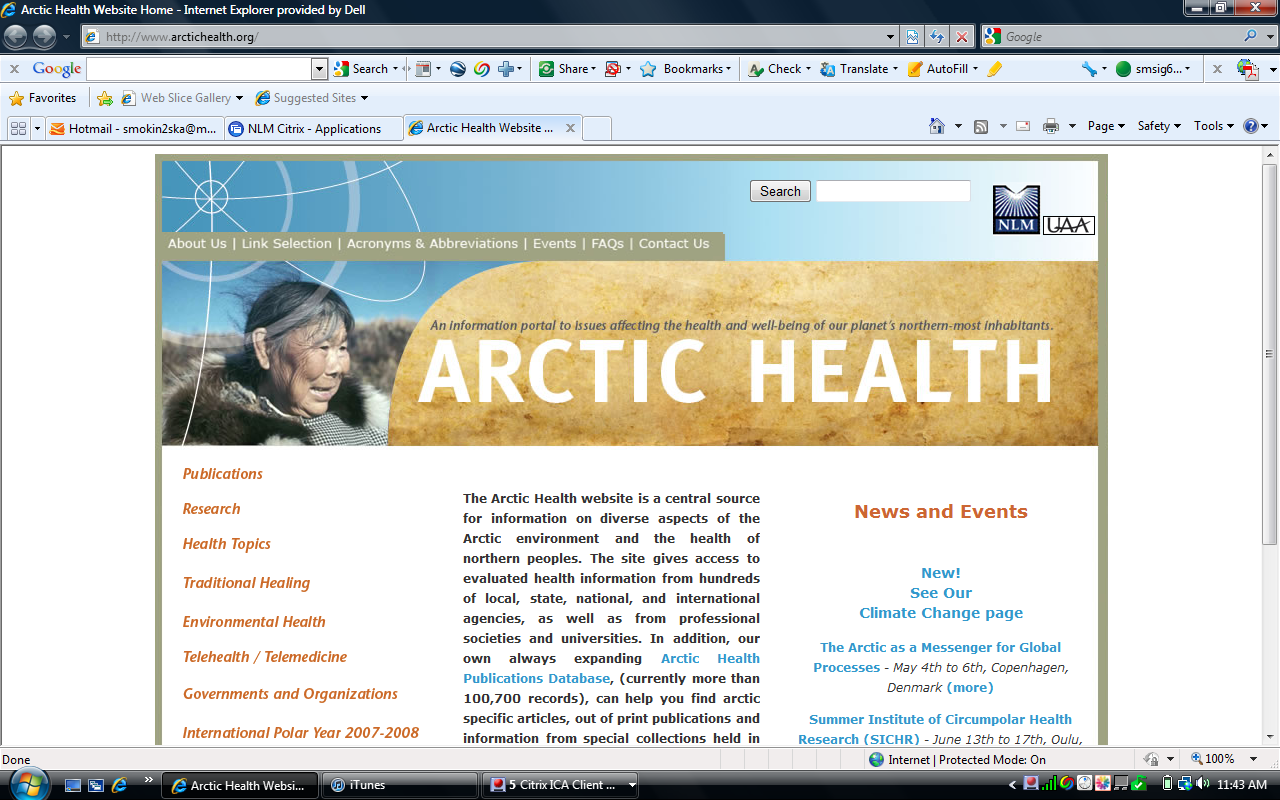 Arctic Health Website Home - Internet Explorer provided by Dell
http://www.arctichealth.org/
Google
Google
Search
Share
Bookmarks
Check
Translate
AutoFill
smsig6...
Favorites
Web Slice Gallery
Suggested Sites
Hotmail - smokin2ska@m...
NLM Citrix - Applications
Arctic Health Website ...
Page
Safety
Tools
Search
NLM
UAA
About Us | Link Selection | Acronyms & Abbreviations | Events | FAQs | Contact Us
An information portal to issues affecting the health and well-being of our planet's northern-most inhabitants.
ARCTIC HEALTH
Publications
Research
Health Topics
Traditional Healing
Environmental Health
Telehealth / Telemedicine
Governments and Organizations
International Polar Year 2007-2008
The Arctic Health website is a central source
for information on diverse aspects of the
Arctic environment and the health of
northern peoples. The site gives access to
evaluated health information from hundreds
of local, state, national, and international
agencies, as well as from professional
societies and universities. In addition, our
own always expanding Arctic Health
Publications Database, (currently more than
100,700 records), can help you find arctic
specific articles, out of print publications and
information from special collections held in
News and Events
New!
See Our
Climate Change page
The Arctic as a Messenger for Global
Processes - May 4th to 6th, Copenhagen,
Denmark (more)
Summer Institute of Circumpolar Health
Research (SICHR) - June 13th to 17th, Oulu,
Done
Internet | Protected Mode: On
100%
Arctic Health Websi...
iTunes
5 Citrix ICA Client ...
11:43 AM